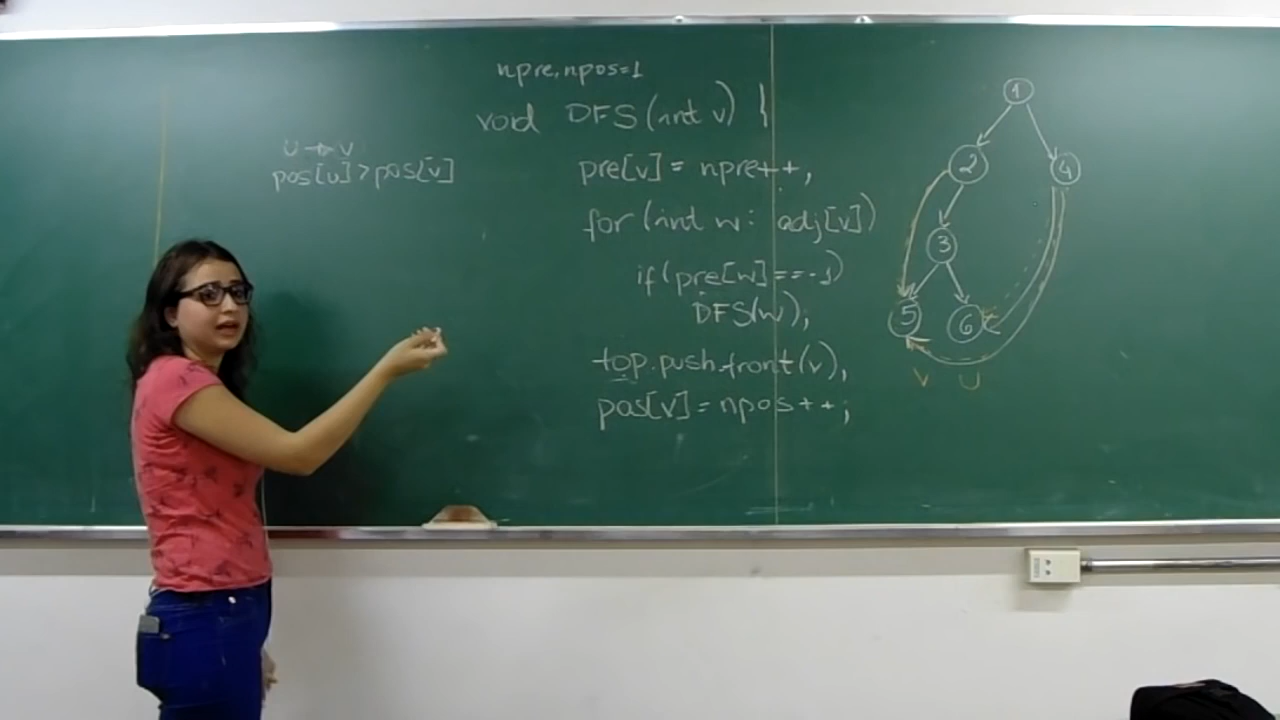 npre, npos=1
void DFS(int v) {
pre[v] = npre++;
for (int w: adj[v])
if(pre[w]==-1)
DFS(w);
top.push_front(v);
pos[v] = npos++;
U → V
pos[u] > pos[v]
1
2
4
3
5
6
V
U